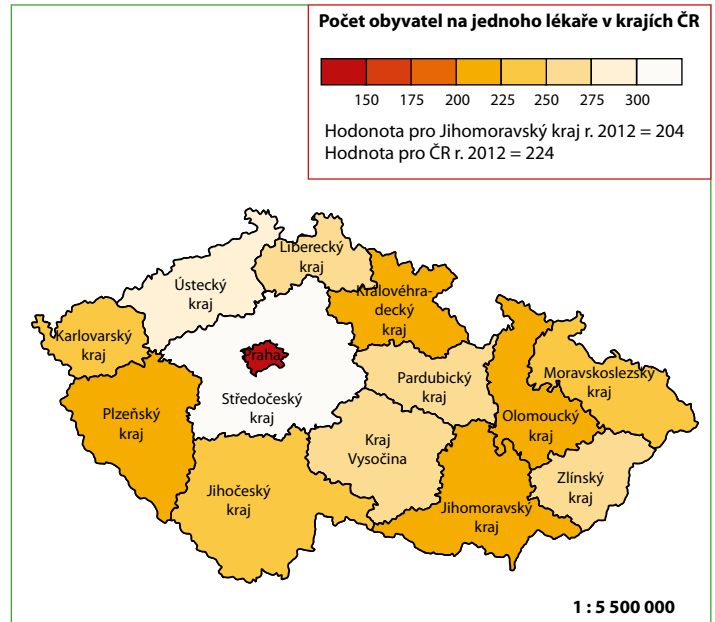 Počet obyvatel na jednoho lékaře v krajích ČR
150 175 200 225 250 275 300
Hodonota pro Jihomoravský kraj r. 2012 = 204
Hodnota pro ČR r. 2012 = 224
Liberecký
kraj
Ústecký
kraj
Královéhra-
decký
kraj
Karlovarský
kraj
Praha
Středočeský
kraj
Pardubický
kraj
Moravskoslezský
kraj
Plzeňský
kraj
Olomoucký
kraj
Kraj
Vysočina
Zlínský
kraj
Jihočeský
kraj
Jihomoravský
kraj
1 : 5 500 000